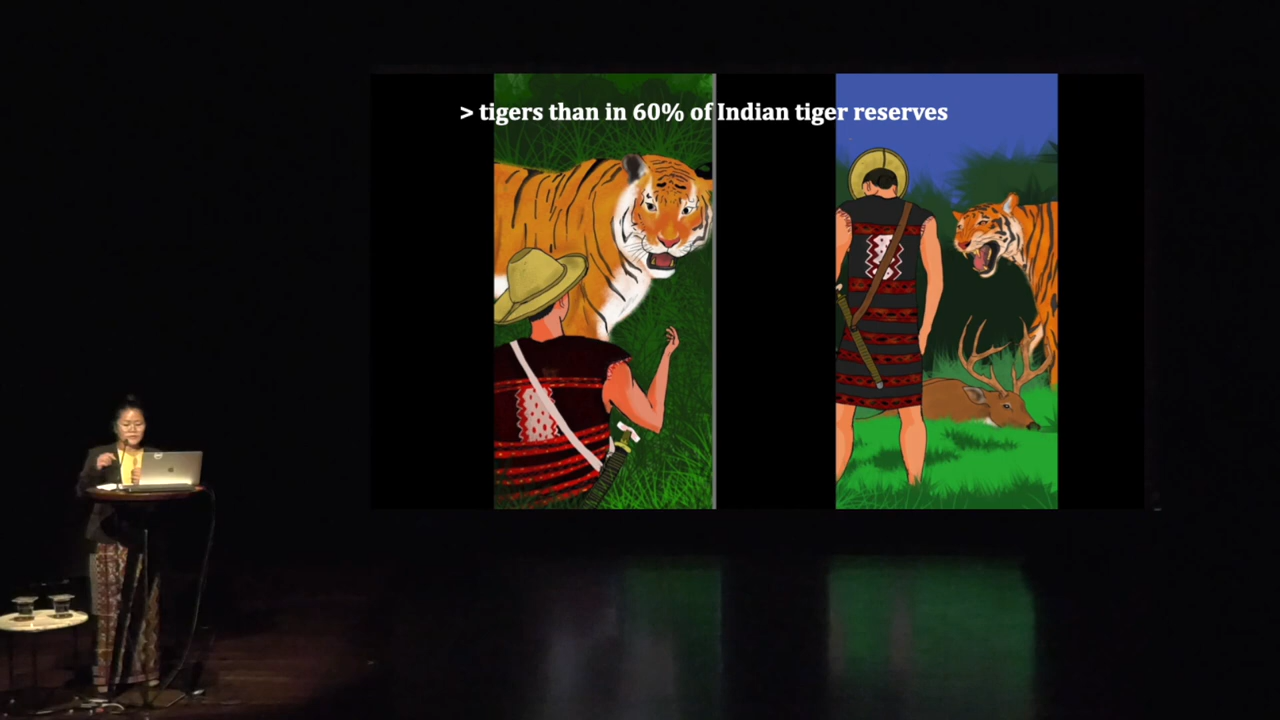 > tigers than in 60% of Indian tiger reserves